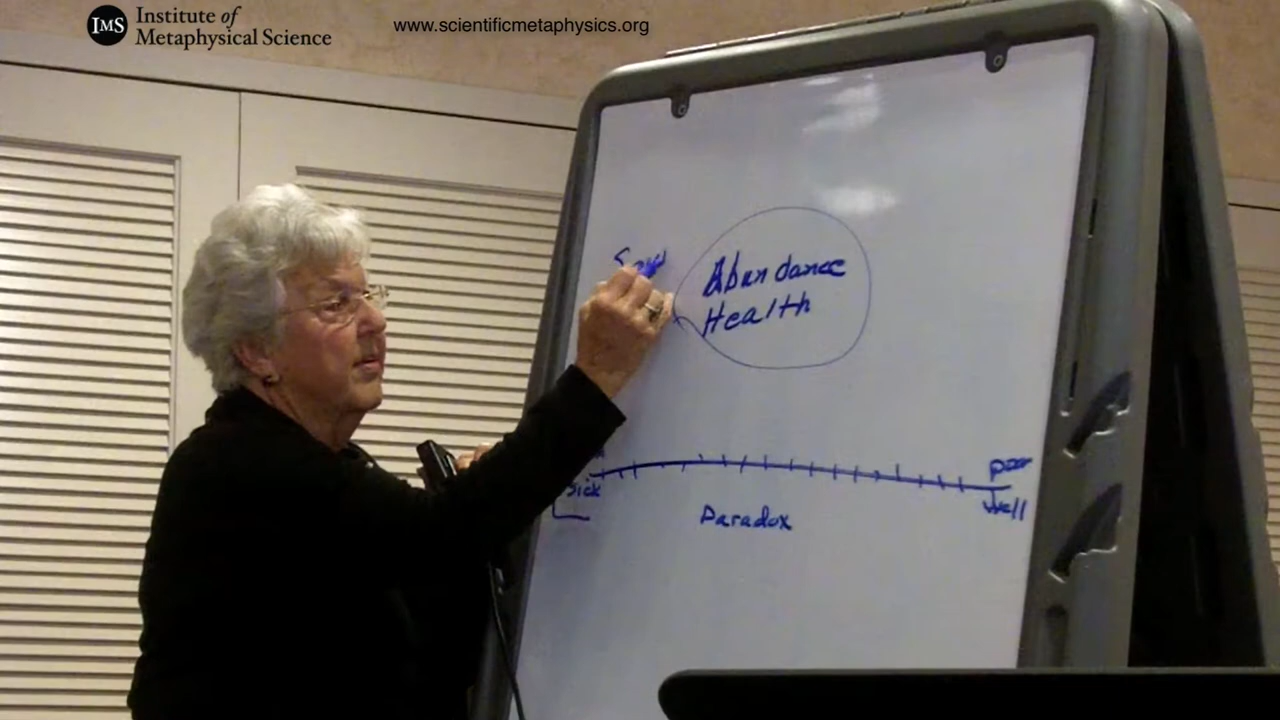 IMS
Institute of
Metaphysical Science
www.scientificmetaphysics.org
Abundance
Health
poor
Sick
Well
Paradox